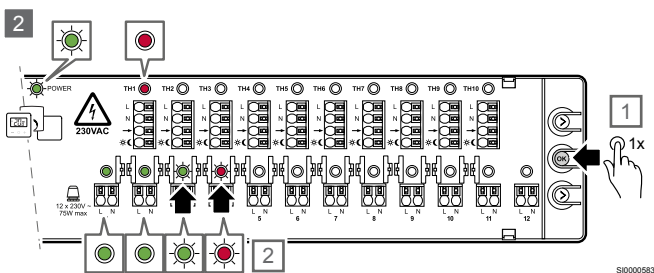 2
POWER
TH1 TH2 TH3 TH4 TH5 TH6 TH7 TH8 TH9 TH10
L
N
230VAC
1
OK
1x
12 x 230V ~
75W max
L N L N L N L N L N L N L N L N
5 6 7 8 9 10 11 12
2
SI0000583